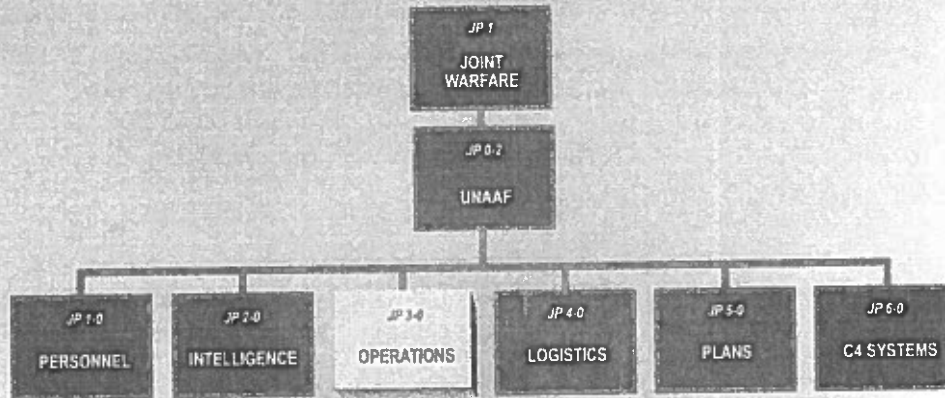 JP 1
JOINT
WARFARE
JP 0-2
UNAAF
JP 1-0
PERSONNEL
JP 2-0
INTELLIGENCE
JP 3-0
OPERATIONS
JP 4-0
LOGISTICS
JP 5-0
PLANS
JP 6-0
C4 SYSTEMS